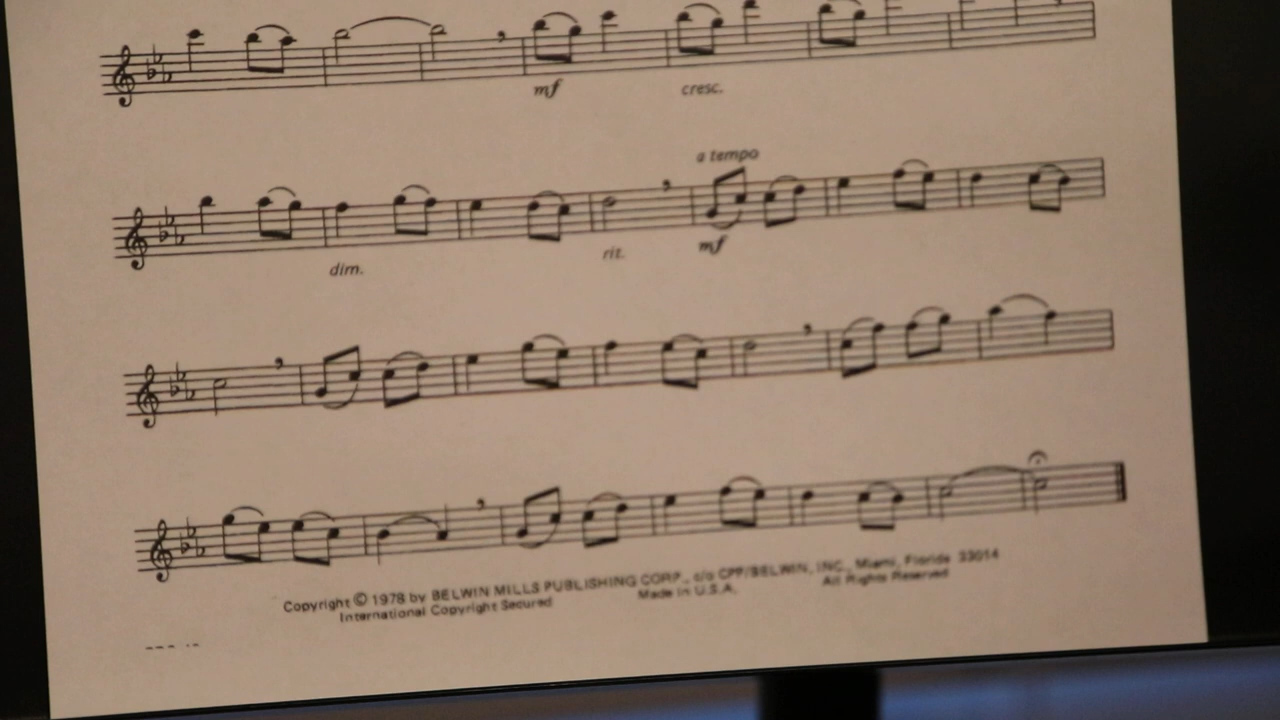 mf cresc.
a tempo
dim. rit. mf
Copyright © 1978 by BELWIN MILLS PUBLISHING CORP., c/o CPP/BELWIN, INC., Miami, Florida 33014
International Copyright Secured Made in U.S.A. All Rights Reserved